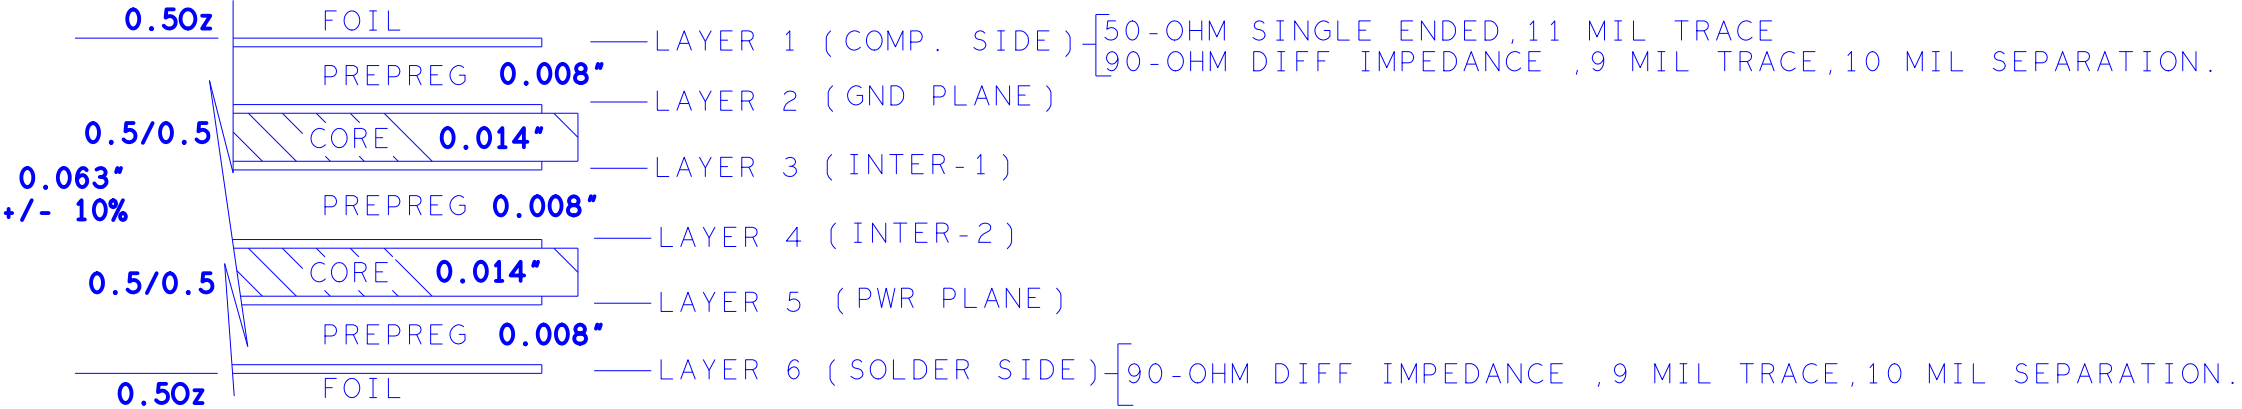 0.5Oz
FOIL
LAYER 1 (COMP. SIDE)
50-OHM SINGLE ENDED,11 MIL TRACE
90-OHM DIFF IMPEDANCE ,9 MIL TRACE,10 MIL SEPARATION.
PREPREG 0.008"
LAYER 2 (GND PLANE)
0.5/0.5
CORE 0.014"
LAYER 3 (INTER-1)
0.063"
+/- 10%
PREPREG 0.008"
LAYER 4 (INTER-2)
0.5/0.5
CORE 0.014"
LAYER 5 (PWR PLANE)
PREPREG 0.008"
LAYER 6 (SOLDER SIDE)
90-OHM DIFF IMPEDANCE ,9 MIL TRACE,10 MIL SEPARATION.
0.5Oz
FOIL